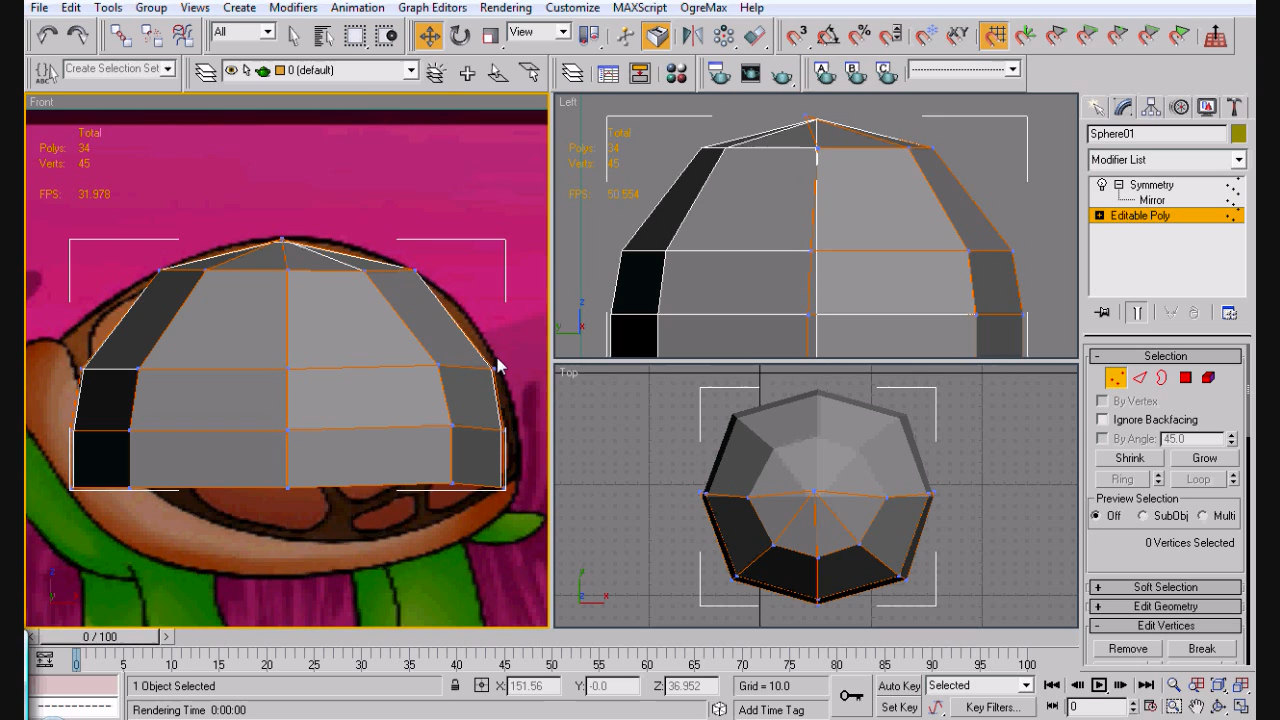 File Edit Tools Group Views Create Modifiers Animation Graph Editors Rendering Customize MAXScript OgreMax Help
All View
Create Selection Set 0 (default)
Front
Total
Polys: 34
Verts: 45
FPS: 31.978
Left
Total
Polys: 34
Verts: 45
FPS: 50.554
Top
Sphere01
Modifier List
Symmetry
Mirror
Editable Poly
Selection
By Vertex
Ignore Backfacing
By Angle: 45.0
Shrink Grow
Ring Loop
Preview Selection
Off SubObj Multi
0 Vertices Selected
Soft Selection
Edit Geometry
Edit Vertices
Remove Break
0 / 100
0 5 10 15 20 25 30 35 40 45 50 55 60 65 70 75 80 85 90 95 100
1 Object Selected X: 151.56 Y: -0.0 Z: 36.952 Grid = 10.0 Auto Key Selected
Rendering Time 0:00:00 Add Time Tag Set Key Key Filters... 0